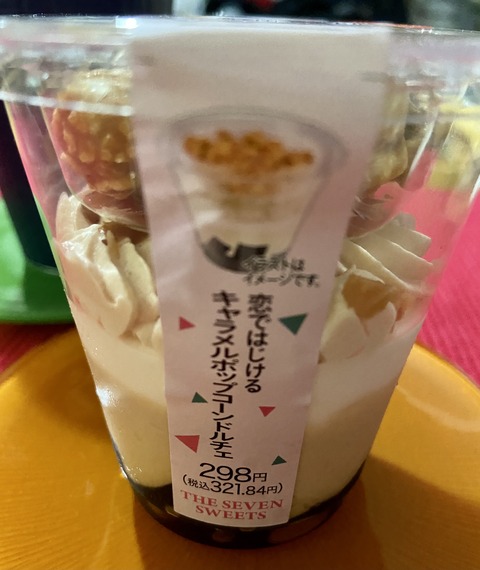 イラストは
イメージです。
恋ではじける
キャラメルポップコーンドルチェ
298円
(税込321.84円)
THE SEVEN
SWEETS